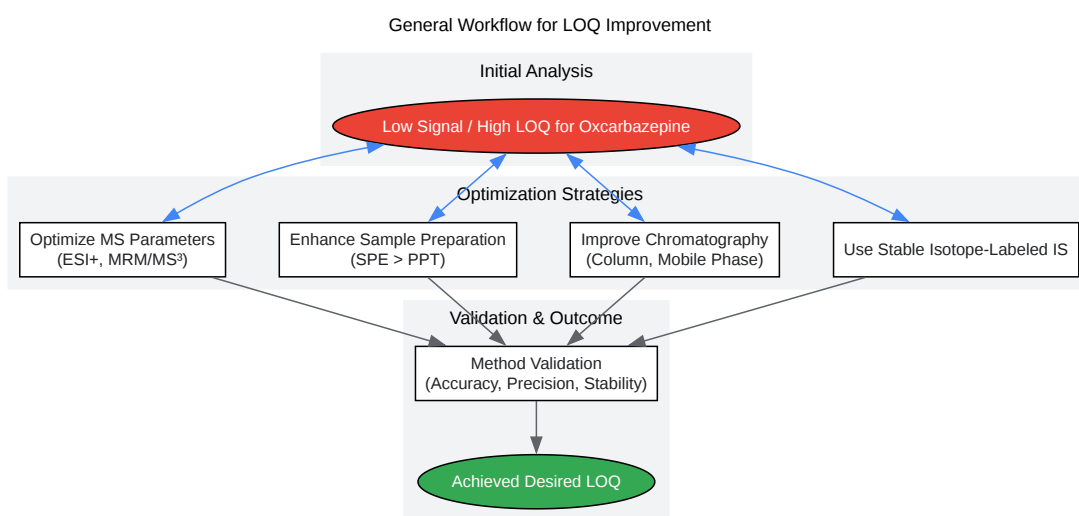 General Workflow for LOQ Improvement
Initial Analysis
Low Signal / High LOQ for Oxcarbazepine
Optimization Strategies
Optimize MS Parameters
(ESI+, MRM/MS³)
Enhance Sample Preparation
(SPE > PPT)
Improve Chromatography
(Column, Mobile Phase)
Use Stable Isotope-Labeled IS
Validation & Outcome
Method Validation
(Accuracy, Precision, Stability)
Achieved Desired LOQ